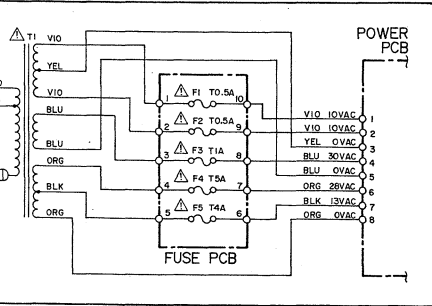 ⚠ T1
VIO
YEL
VIO
BLU
BLU
ORG
BLK
ORG
1 ⚠ F1 T0.5A 10
2 ⚠ F2 T0.5A 9
3 ⚠ F3 T1A 8
4 ⚠ F4 T5A 7
5 ⚠ F5 T4A 6
FUSE PCB
POWER
PCB
VIO 10VAC 1
VIO 10VAC 2
YEL 0VAC 3
BLU 30VAC 4
BLU 0VAC 5
ORG 28VAC 6
BLK 13VAC 7
ORG 0VAC 8